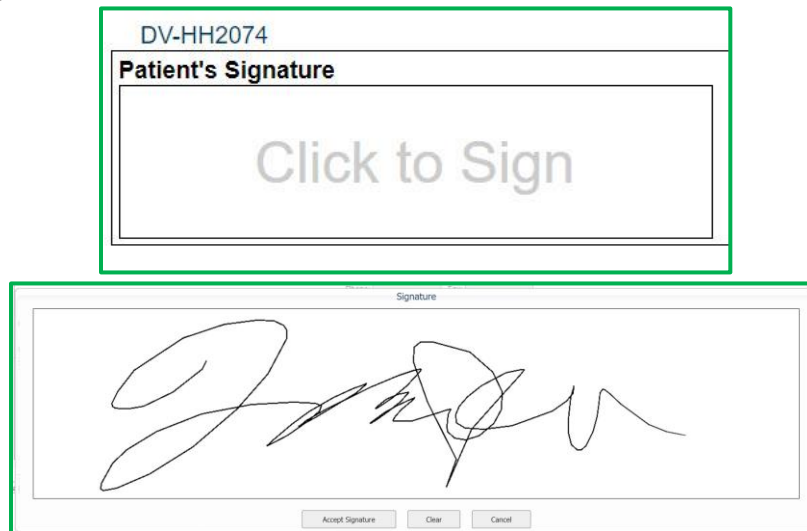 DV-HH2074
Patient's Signature
Click to Sign
Signature
Accept Signature Clear Cancel